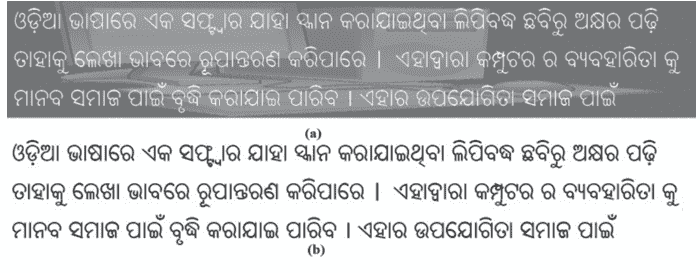 ଓଡ଼ିଆ ଭାଷାରେ ଏକ ସଫ୍ଟ୍ୱାର ଯାହା ସ୍କାନ କରାଯାଇଥିବା ଲିପିବଦ୍ଧ ଛବିରୁ ଅକ୍ଷର ପଢ଼ି
ତାହାକୁ ଲେଖା ଭାବରେ ରୂପାନ୍ତରଣ କରିପାରେ । ଏହାଦ୍ୱାରା କମ୍ପୁଟର ର ବ୍ୟବହାରିତା କୁ
ମାନବ ସମାଜ ପାଇଁ ବୃଦ୍ଧି କରାଯାଇ ପାରିବ । ଏହାର ଉପଯୋଗିତା ସମାଜ ପାଇଁ
(a)
ଓଡ଼ିଆ ଭାଷାରେ ଏକ ସଫ୍ଟ୍ୱାର ଯାହା ସ୍କାନ କରାଯାଇଥିବା ଲିପିବଦ୍ଧ ଛବିରୁ ଅକ୍ଷର ପଢ଼ି
ତାହାକୁ ଲେଖା ଭାବରେ ରୂପାନ୍ତରଣ କରିପାରେ । ଏହାଦ୍ୱାରା କମ୍ପୁଟର ର ବ୍ୟବହାରିତା କୁ
ମାନବ ସମାଜ ପାଇଁ ବୃଦ୍ଧି କରାଯାଇ ପାରିବ । ଏହାର ଉପଯୋଗିତା ସମାଜ ପାଇଁ
(b)